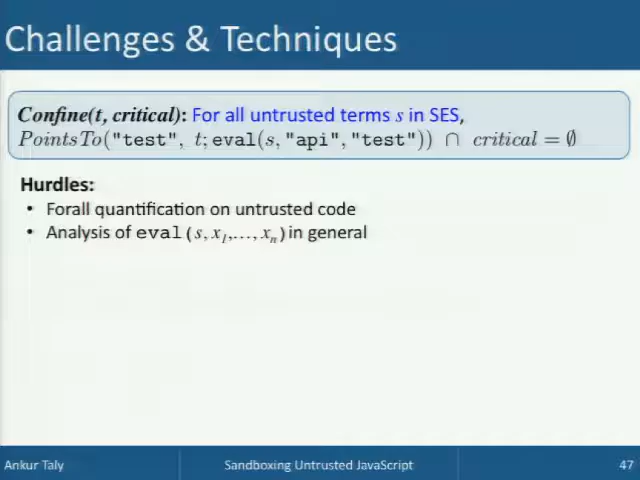 Challenges & Techniques
Confine(t, critical): For all untrusted terms s in SES,
PointsTo("test", t; eval(s, "api", "test")) ∩ critical = ∅
Hurdles:
• Forall quantification on untrusted code
• Analysis of eval(s, x1,…, xn) in general
Ankur Taly
Sandboxing Untrusted JavaScript
47